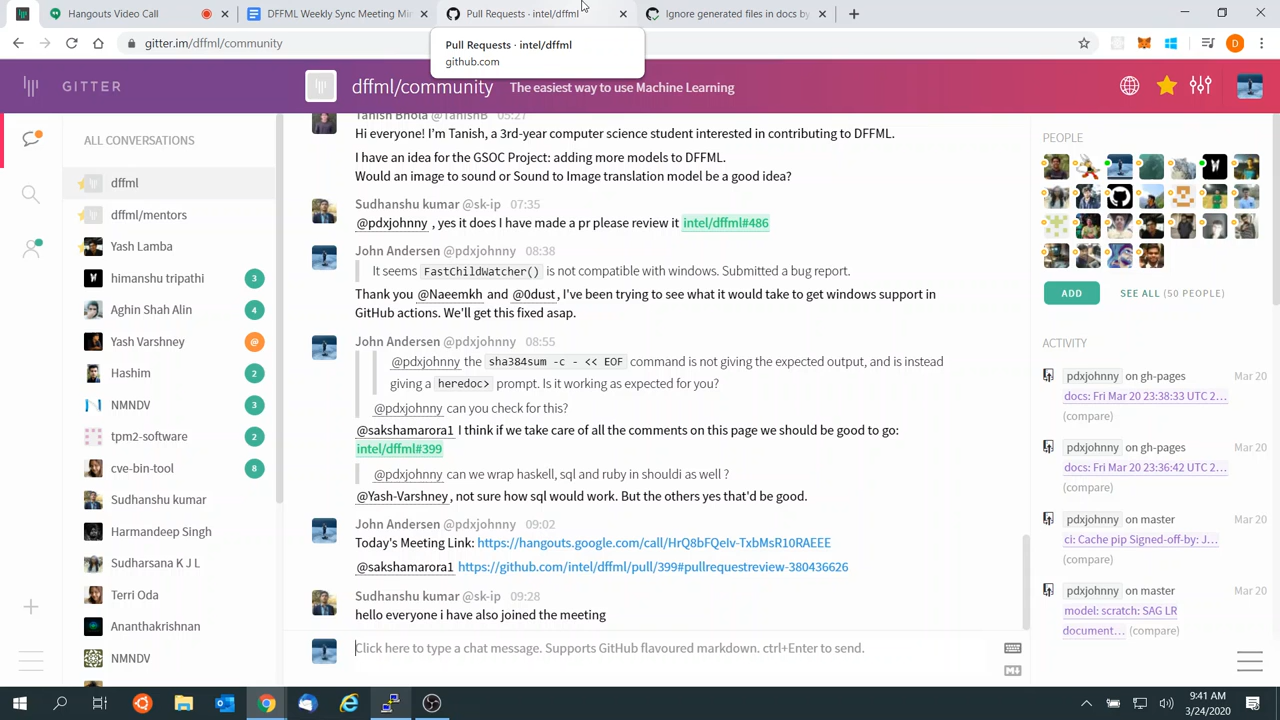 Hangouts Video Call
DFFML Weekly Sync Meeting Min
Pull Requests · intel/dffml
Ignore generated files in docs by
gitter.im/dffml/community
Pull Requests · intel/dffml
github.com
GITTER
dffml/community
The easiest way to use Machine Learning
ALL CONVERSATIONS
dffml
dffml/mentors
Yash Lamba
himanshu tripathi 3
Aghin Shah Alin 4
Yash Varshney @
Hashim 2
NMNDV 3
tpm2-software 2
cve-bin-tool 8
Sudhanshu kumar
Harmandeep Singh
Sudharsana K J L
Terri Oda
Ananthakrishnan
NMNDV
Tanish Bhola @TanishB 05:27
Hi everyone! I'm Tanish, a 3rd-year computer science student interested in contributing to DFFML.
I have an idea for the GSOC Project: adding more models to DFFML.
Would an image to sound or Sound to Image translation model be a good idea?
Sudhanshu kumar @sk-ip 07:35
@pdxjohnny , yes it does I have made a pr please review it intel/dffml#486
John Andersen @pdxjohnny 08:38
It seems FastChildWatcher() is not compatible with windows. Submitted a bug report.
Thank you @Naeemkh and @0dust, I've been trying to see what it would take to get windows support in
GitHub actions. We'll get this fixed asap.
John Andersen @pdxjohnny 08:55
@pdxjohnny the sha384sum -c - << EOF command is not giving the expected output, and is instead
giving a heredoc> prompt. Is it working as expected for you?
@pdxjohnny can you check for this?
@sakshamarora1 I think if we take care of all the comments on this page we should be good to go:
intel/dffml#399
@pdxjohnny can we wrap haskell, sql and ruby in shouldi as well ?
@Yash-Varshney, not sure how sql would work. But the others yes that'd be good.
John Andersen @pdxjohnny 09:02
Today's Meeting Link: https://hangouts.google.com/call/HrQ8bFQeIv-TxbMsR10RAEEE
@sakshamarora1 https://github.com/intel/dffml/pull/399#pullrequestreview-380436626
Sudhanshu kumar @sk-ip 09:28
hello everyone i have also joined the meeting
Click here to type a chat message. Supports GitHub flavoured markdown. ctrl+Enter to send.
PEOPLE
ADD
SEE ALL (50 PEOPLE)
ACTIVITY
pdxjohnny on gh-pages Mar 20
docs: Fri Mar 20 23:38:33 UTC 2…
(compare)
pdxjohnny on gh-pages Mar 20
docs: Fri Mar 20 23:36:42 UTC 2…
(compare)
pdxjohnny on master Mar 20
ci: Cache pip Signed-off-by: J…
(compare)
pdxjohnny on master Mar 20
model: scratch: SAG LR
document… (compare)
9:41 AM
3/24/2020